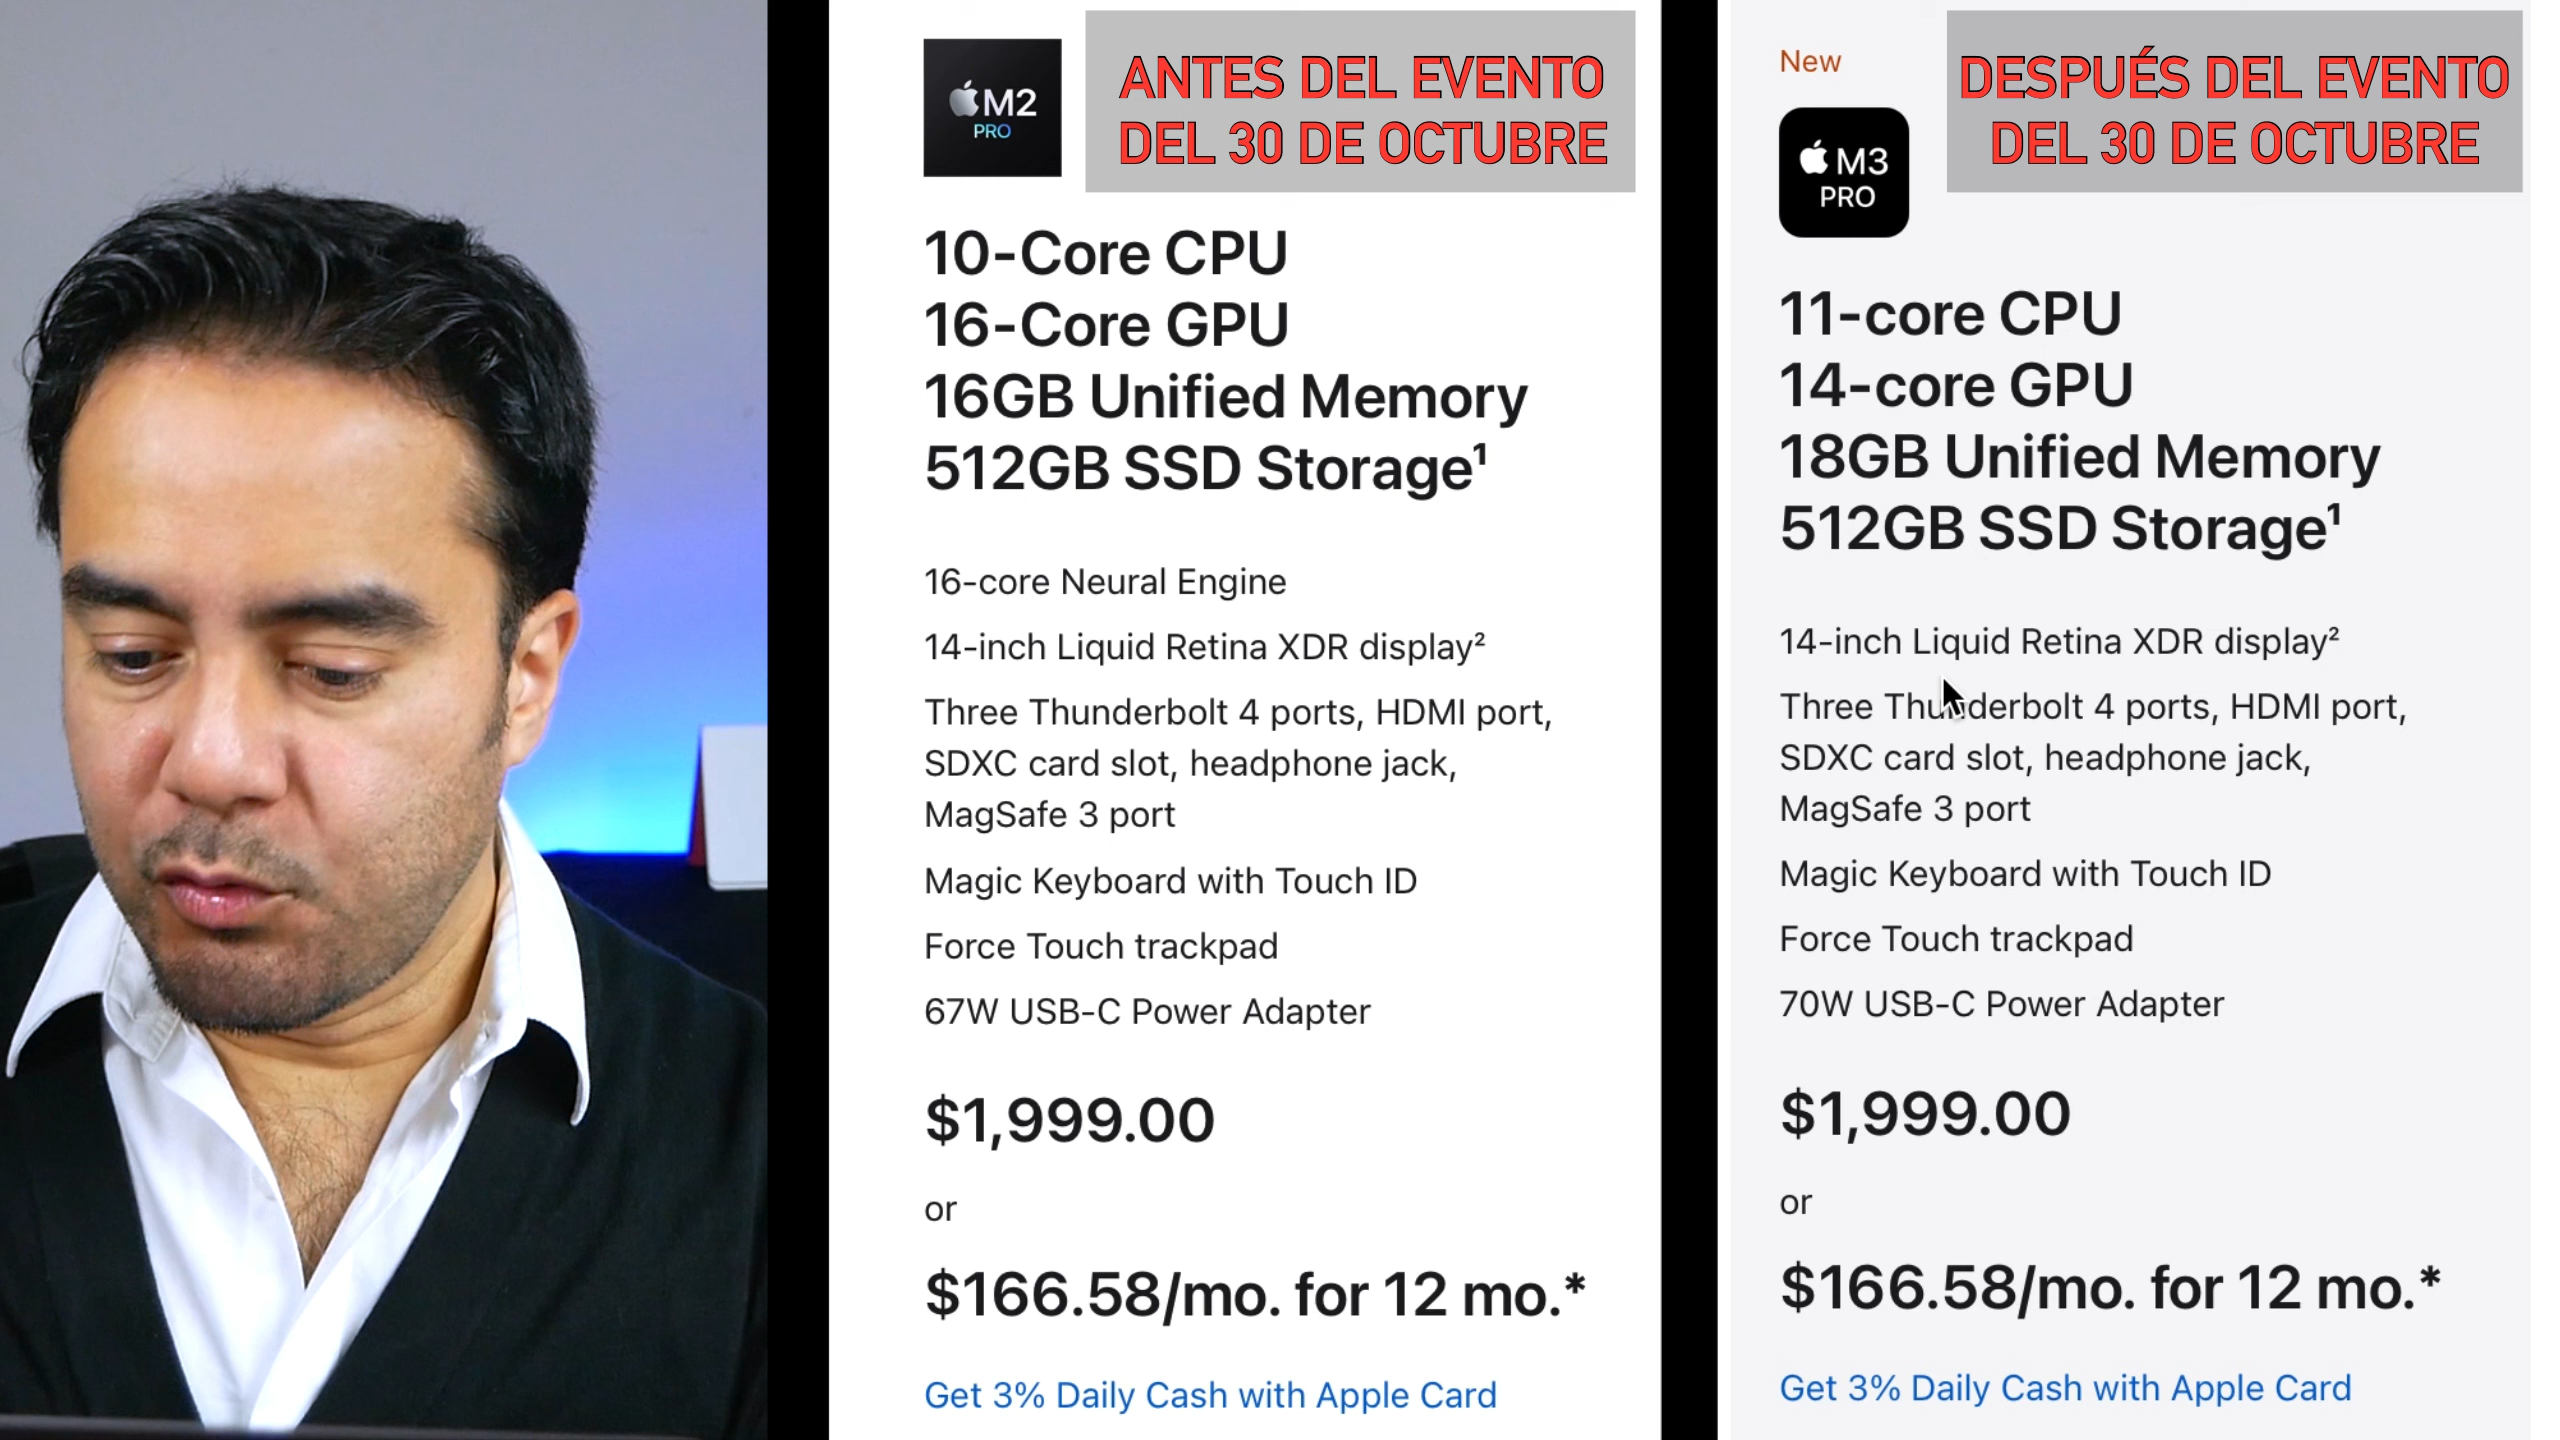 M2
PRO
ANTES DEL EVENTO
DEL 30 DE OCTUBRE
10-Core CPU
16-Core GPU
16GB Unified Memory
512GB SSD Storage¹
16-core Neural Engine
14-inch Liquid Retina XDR display²
Three Thunderbolt 4 ports, HDMI port,
SDXC card slot, headphone jack,
MagSafe 3 port
Magic Keyboard with Touch ID
Force Touch trackpad
67W USB-C Power Adapter
$1,999.00
or
$166.58/mo. for 12 mo.*
Get 3% Daily Cash with Apple Card
New
M3
PRO
DESPUÉS DEL EVENTO
DEL 30 DE OCTUBRE
11-core CPU
14-core GPU
18GB Unified Memory
512GB SSD Storage¹
14-inch Liquid Retina XDR display²
Three Thunderbolt 4 ports, HDMI port,
SDXC card slot, headphone jack,
MagSafe 3 port
Magic Keyboard with Touch ID
Force Touch trackpad
70W USB-C Power Adapter
$1,999.00
or
$166.58/mo. for 12 mo.*
Get 3% Daily Cash with Apple Card